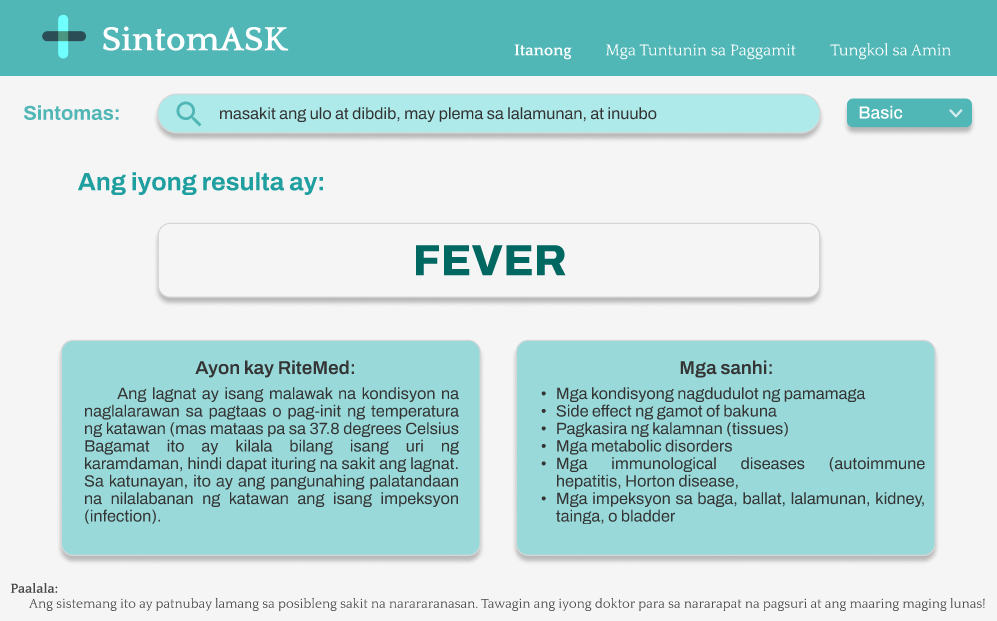 SintomASK
Itanong Mga Tuntunin sa Paggamit Tungkol sa Amin
Sintomas: masakit ang ulo at dibdib, may plema sa lalamunan, at inuubo Basic
Ang iyong resulta ay:
FEVER
Ayon kay RiteMed:
Ang lagnat ay isang malawak na kondisyon na
naglalarawan sa pagtaas o pag-init ng temperatura
ng katawan (mas mataas pa sa 37.8 degrees Celsius
Bagamat ito ay kilala bilang isang uri ng
karamdaman, hindi dapat ituring na sakit ang lagnat.
Sa katunayan, ito ay ang pangunahing palatandaan
na nilalabanan ng katawan ang isang impeksyon
(infection).
Mga sanhi:
• Mga kondisyong nagdudulot ng pamamaga
• Side effect ng gamot of bakuna
• Pagkasira ng kalamnan (tissues)
• Mga metabolic disorders
• Mga immunological diseases (autoimmune
hepatitis, Horton disease,
• Mga impeksyon sa baga, ballat, lalamunan, kidney,
tainga, o bladder
Paalala:
Ang sistemang ito ay patnubay lamang sa posibleng sakit na nararanasan. Tawagin ang iyong doktor para sa nararapat na pagsuri at ang maaring maging lunas!